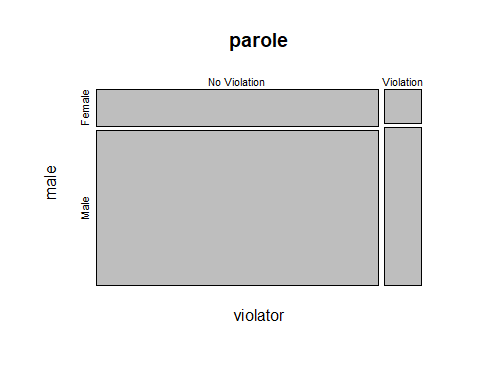 parole
No Violation
Violation
Female
Male
male
violator